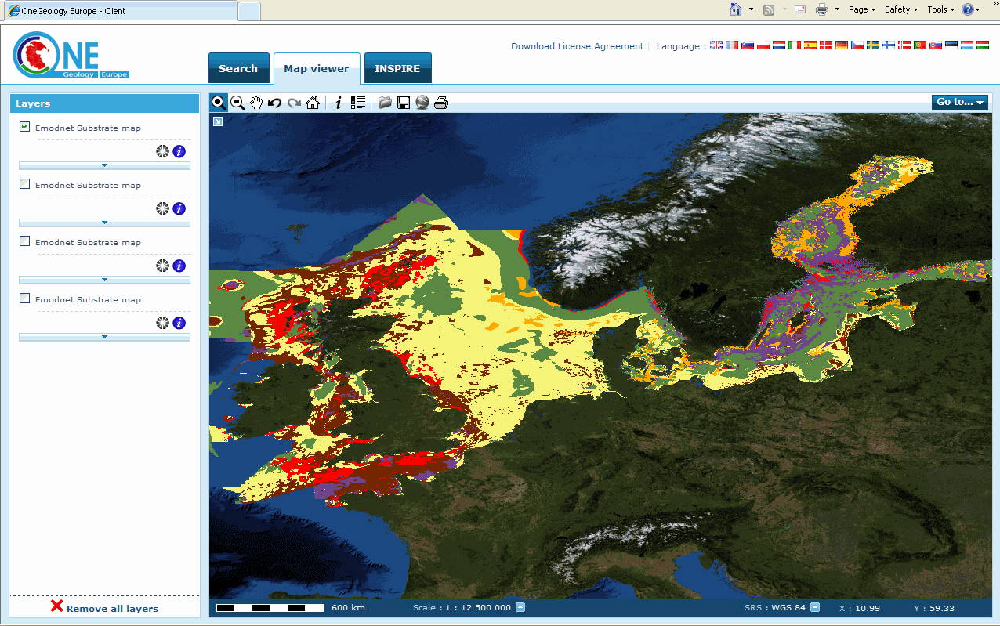 OneGeology Europe - Client
Page Safety Tools
ONE
Geology Europe
Download License Agreement Language :
Search Map viewer INSPIRE
Layers
Go to...
Emodnet Substrate map
Emodnet Substrate map
Emodnet Substrate map
Emodnet Substrate map
Remove all layers
600 km Scale : 1 : 12 500 000 SRS : WGS 84 X : 10.99 Y : 59.33